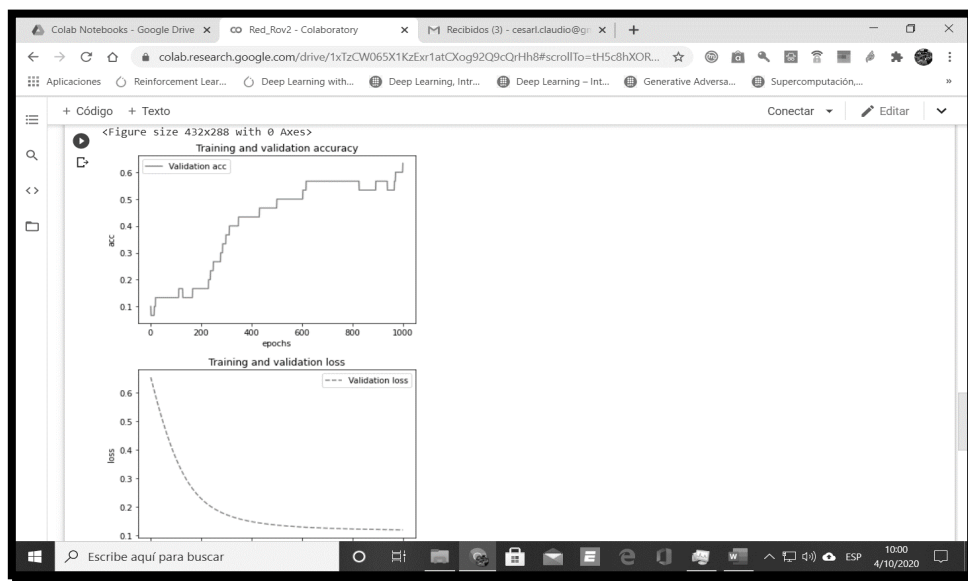 Colab Notebooks - Google Drive
Red_Rov2 - Colaboratory
Recibidos (3) - cesarl.claudio@gm
colab.research.google.com/drive/1xTzCW065X1KzExr1atCXog92Q9cQrHh8#scrollTo=tH5c8hXOR...
Aplicaciones
Reinforcement Lear...
Deep Learning with...
Deep Learning, Intr...
Deep Learning – Int...
Generative Adversa...
Supercomputación,...
+ Código + Texto
Conectar
Editar
<Figure size 432x288 with 0 Axes>
Training and validation accuracy
Validation acc
0.6
0.5
0.4
0.3
0.2
0.1
acc
0 200 400 600 800 1000
epochs
Training and validation loss
Validation loss
0.6
0.5
0.4
0.3
0.2
0.1
loss
Escribe aquí para buscar
ESP
10:00
4/10/2020